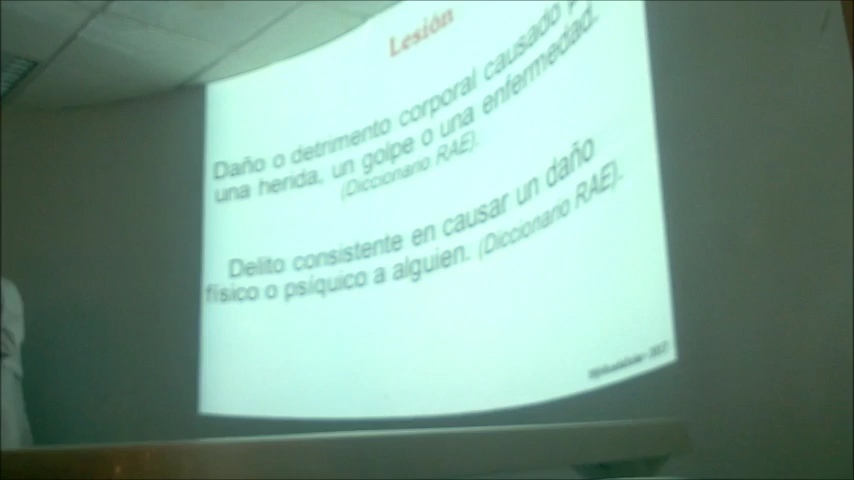 Lesión
Daño o detrimento corporal causado
una herida, un golpe o una enfermedad.
(Diccionario RAE).
Delito consistente en causar un daño
físico o psíquico a alguien. (Diccionario RAE).